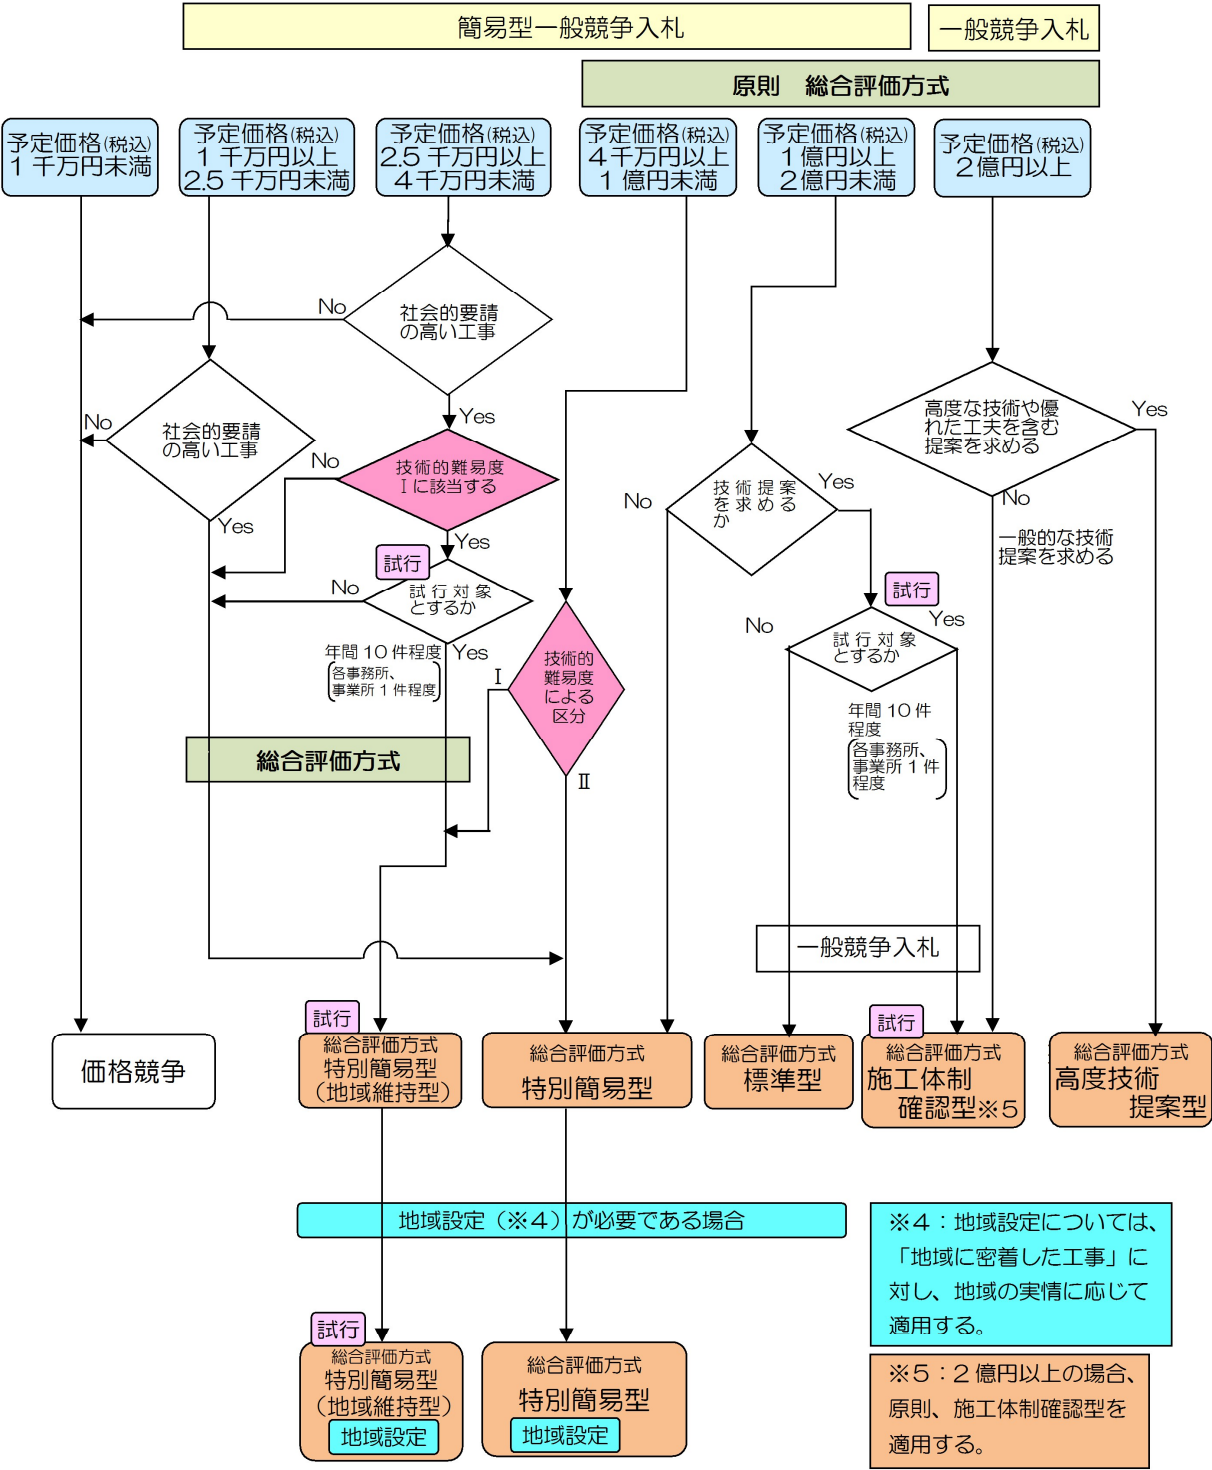 簡易型一般競争入札
一般競争入札
原則　総合評価方式
予定価格(税込)
１千万円未満
予定価格(税込)
１千万円以上
2.5 千万円未満
予定価格(税込)
2.5 千万円以上
４千万円未満
予定価格(税込)
４千万円以上
１億円未満
予定価格(税込)
１億円以上
２億円未満
予定価格(税込)
２億円以上
社会的要請
の高い工事
No
Yes
社会的要請
の高い工事
No
Yes
技術的難易度
Ⅰに該当する
No
Yes
試行
試行対象
とするか
No
Yes
年間 10 件程度
各事務所、
事業所 1 件程度
技術的
難易度
による
区分
Ⅰ
Ⅱ
技術提案
を求める
か
No
Yes
試行
試行対象
とするか
No
Yes
年間 10 件
程度
各事務所、
事業所 1 件
程度
高度な技術や優
れた工夫を含む
提案を求める
Yes
No
一般的な技術
提案を求める
総合評価方式
一般競争入札
価格競争
試行
総合評価方式
特別簡易型
（地域維持型）
総合評価方式
特別簡易型
総合評価方式
標準型
試行
総合評価方式
施工体制
確認型※５
総合評価方式
高度技術
提案型
地域設定（※４）が必要である場合
試行
総合評価方式
特別簡易型
（地域維持型）
地域設定
総合評価方式
特別簡易型
地域設定
※４：地域設定については、
「地域に密着した工事」に
対し、地域の実情に応じて
適用する。
※５：２億円以上の場合、
原則、施工体制確認型を
適用する。